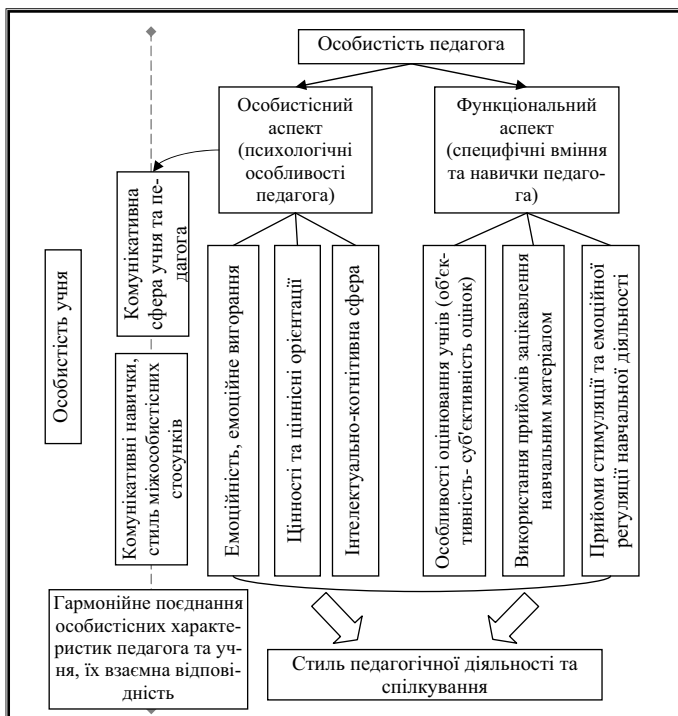 Особистість педагога
Особистісний
аспект
(психологічні
особливості
педагога)
Функціональний
аспект
(специфічні вміння
та навички педаго-
га)
Особистість учня
Комунікативна
сфера учня та пе-
дагога
Комунікативні навички,
стиль міжособистісних
стосунків
Емоційність, емоційне вигорання
Цінності та ціннісні орієнтації
Інтелектуально-когнітивна сфера
Особливості оцінювання учнів (об'єк-
тивність- суб'єктивність оцінок)
Використання прийомів зацікавлення
навчальним матеріалом
Прийоми стимуляції та емоційної
регуляції навчальної діяльності
Гармонійне поєднання
особистісних характе-
ристик педагога та уч-
ня, їх взаємна відпові-
дність
Стиль педагогічної діяльності та
спілкування